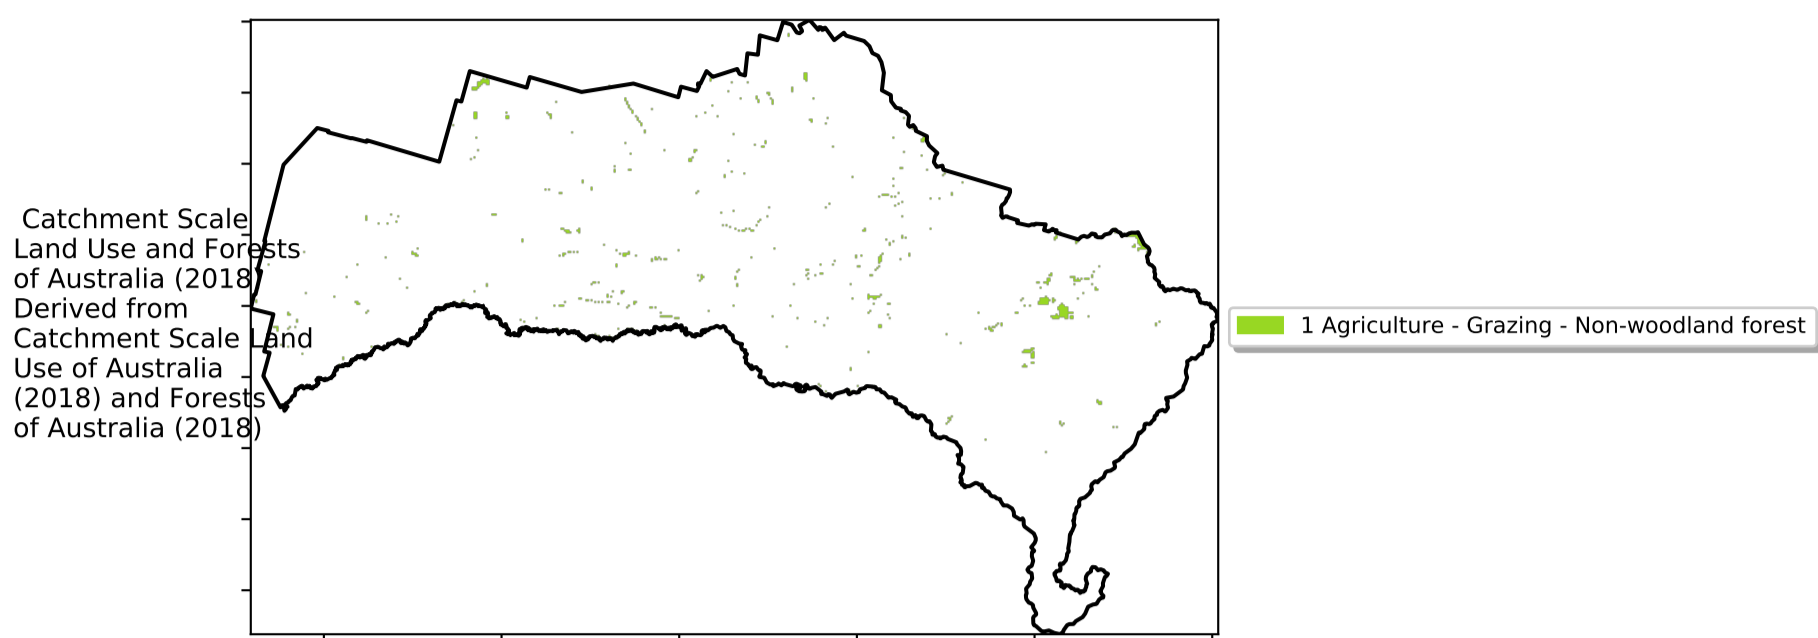 Catchment Scale
Land Use and Forests
of Australia (2018)
Derived from
Catchment Scale Land
Use of Australia
(2018) and Forests
of Australia (2018)
1 Agriculture - Grazing - Non-woodland forest